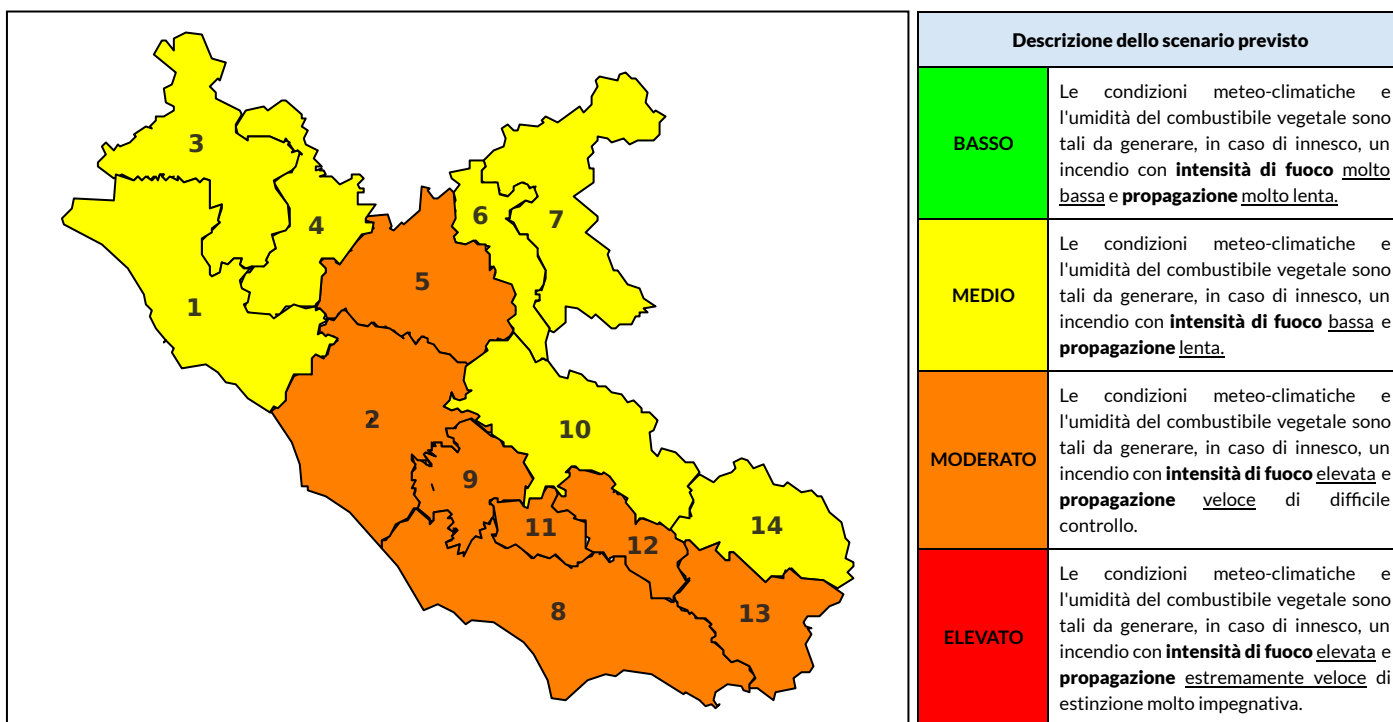 3
4
6
7
5
1
2
10
9
11
12
14
8
13
Descrizione dello scenario previsto
BASSO
Le condizioni meteo-climatiche e
l'umidità del combustibile vegetale sono
tali da generare, in caso di innesco, un
incendio con intensità di fuoco molto
bassa e propagazione molto lenta.
MEDIO
Le condizioni meteo-climatiche e
l'umidità del combustibile vegetale sono
tali da generare, in caso di innesco, un
incendio con intensità di fuoco bassa e
propagazione lenta.
MODERATO
Le condizioni meteo-climatiche e
l'umidità del combustibile vegetale sono
tali da generare, in caso di innesco, un
incendio con intensità di fuoco elevata e
propagazione veloce di difficile
controllo.
ELEVATO
Le condizioni meteo-climatiche e
l'umidità del combustibile vegetale sono
tali da generare, in caso di innesco, un
incendio con intensità di fuoco elevata e
propagazione estremamente veloce di
estinzione molto impegnativa.